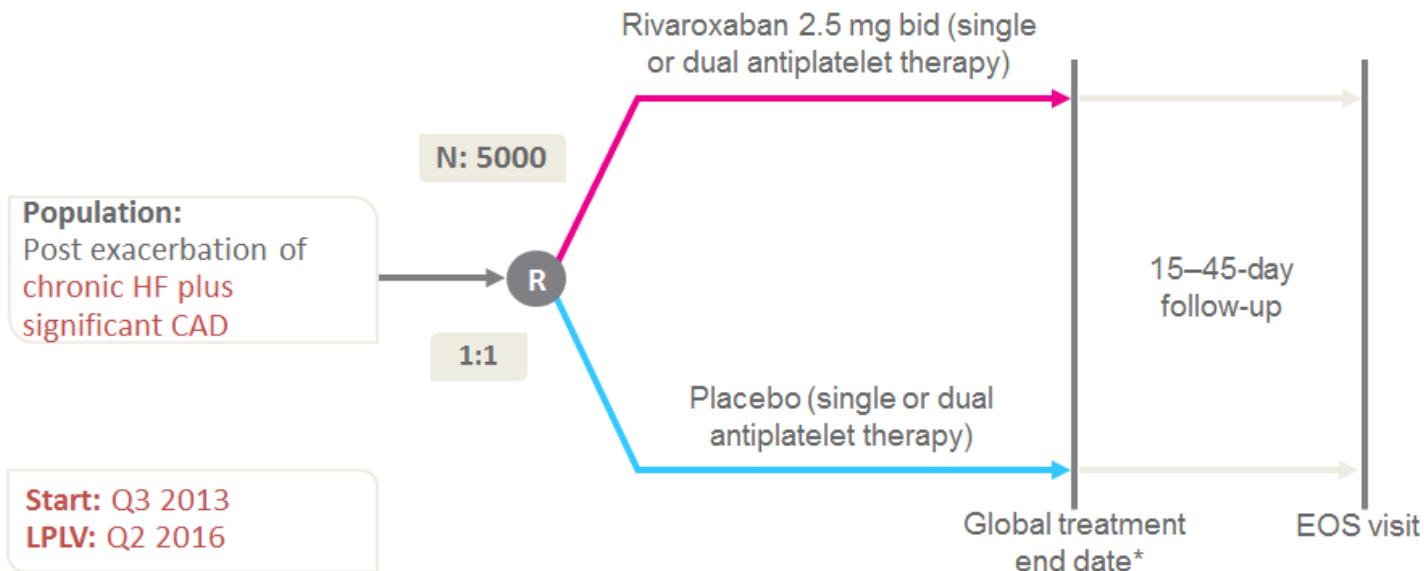 Rivaroxaban 2.5 mg bid (single
or dual antiplatelet therapy)
N: 5000
Population:
Post exacerbation of
chronic HF plus
significant CAD
R
1:1
15–45-day
follow-up
Placebo (single or dual
antiplatelet therapy)
Start: Q3 2013
LPLV: Q2 2016
Global treatment
end date*
EOS visit